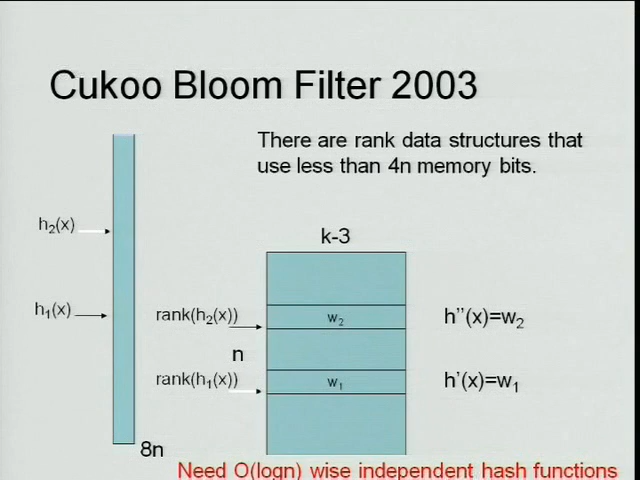 Cukoo Bloom Filter 2003
There are rank data structures that
use less than 4n memory bits.
h₂(x)
k-3
h₁(x)
rank(h₂(x))
w₂
h''(x)=w₂
n
rank(h₁(x))
w₁
h'(x)=w₁
8n
Need O(logn) wise independent hash functions